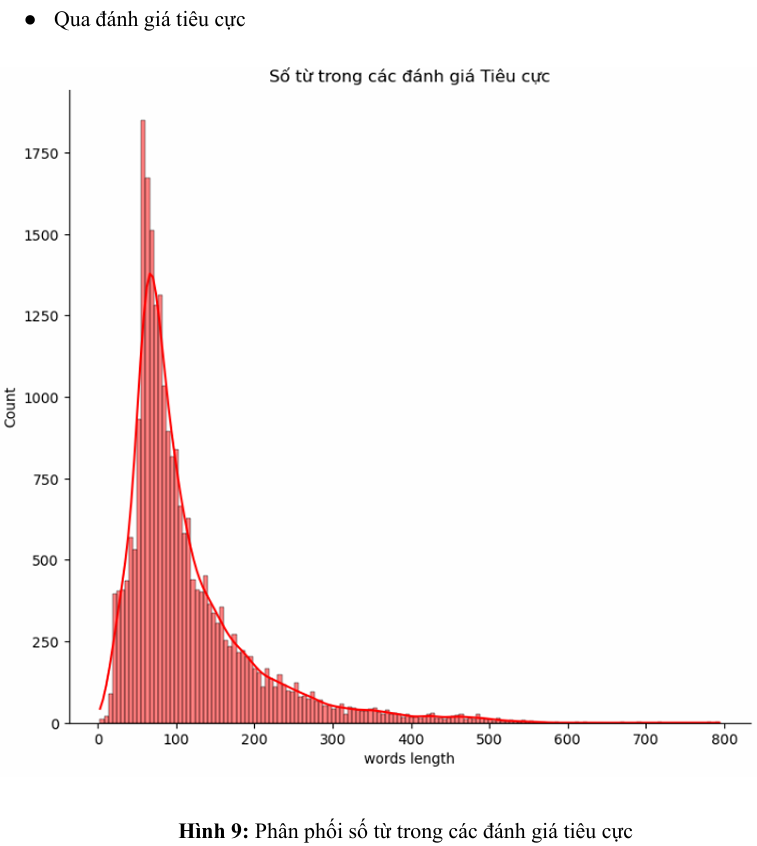 ● Qua đánh giá tiêu cực
Số từ trong các đánh giá Tiêu cực
1750
1500
1250
1000
750
500
250
0
Count
0 100 200 300 400 500 600 700 800
words length
Hình 9: Phân phối số từ trong các đánh giá tiêu cực